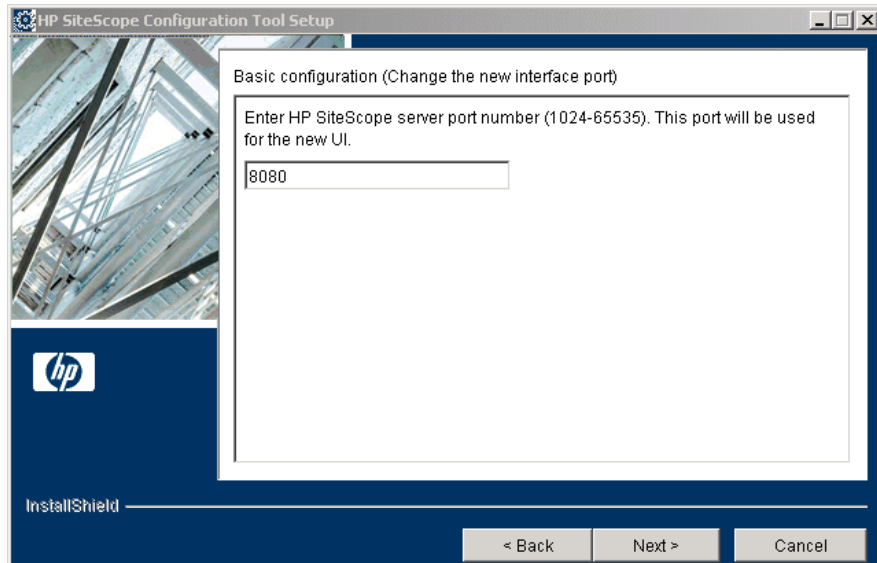 HP SiteScope Configuration Tool Setup
Basic configuration (Change the new interface port)
Enter HP SiteScope server port number (1024-65535). This port will be used
for the new UI.
8080
hp
InstallShield
< Back
Next >
Cancel